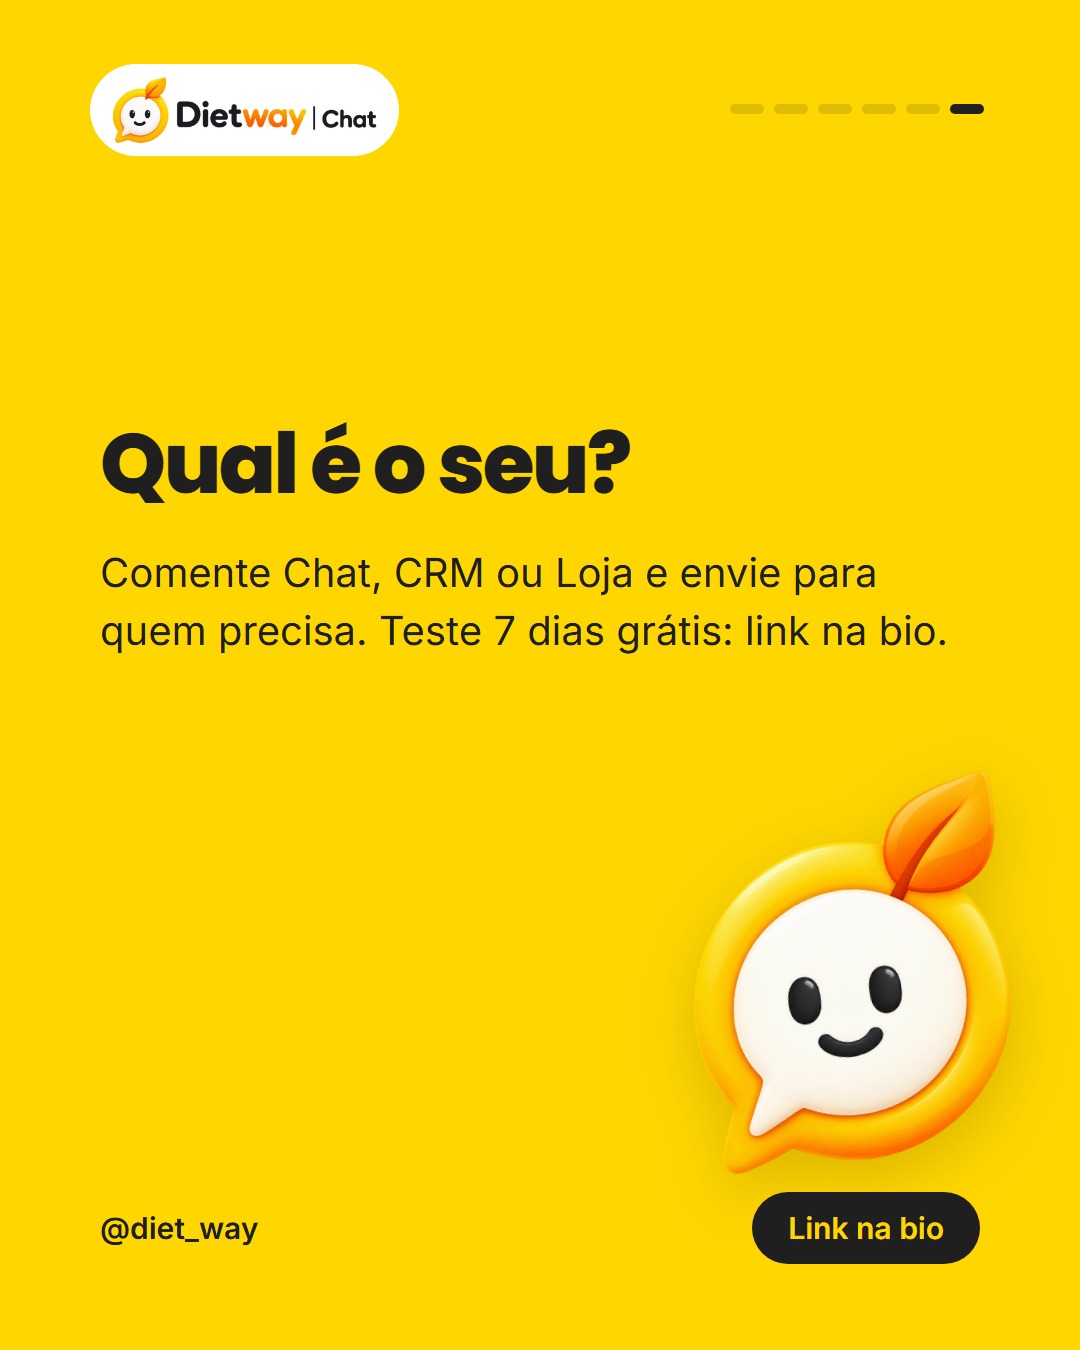 Dietway | Chat
Qual é o seu?
Comente Chat, CRM ou Loja e envie para
quem precisa. Teste 7 dias grátis: link na bio.
@diet_way
Link na bio